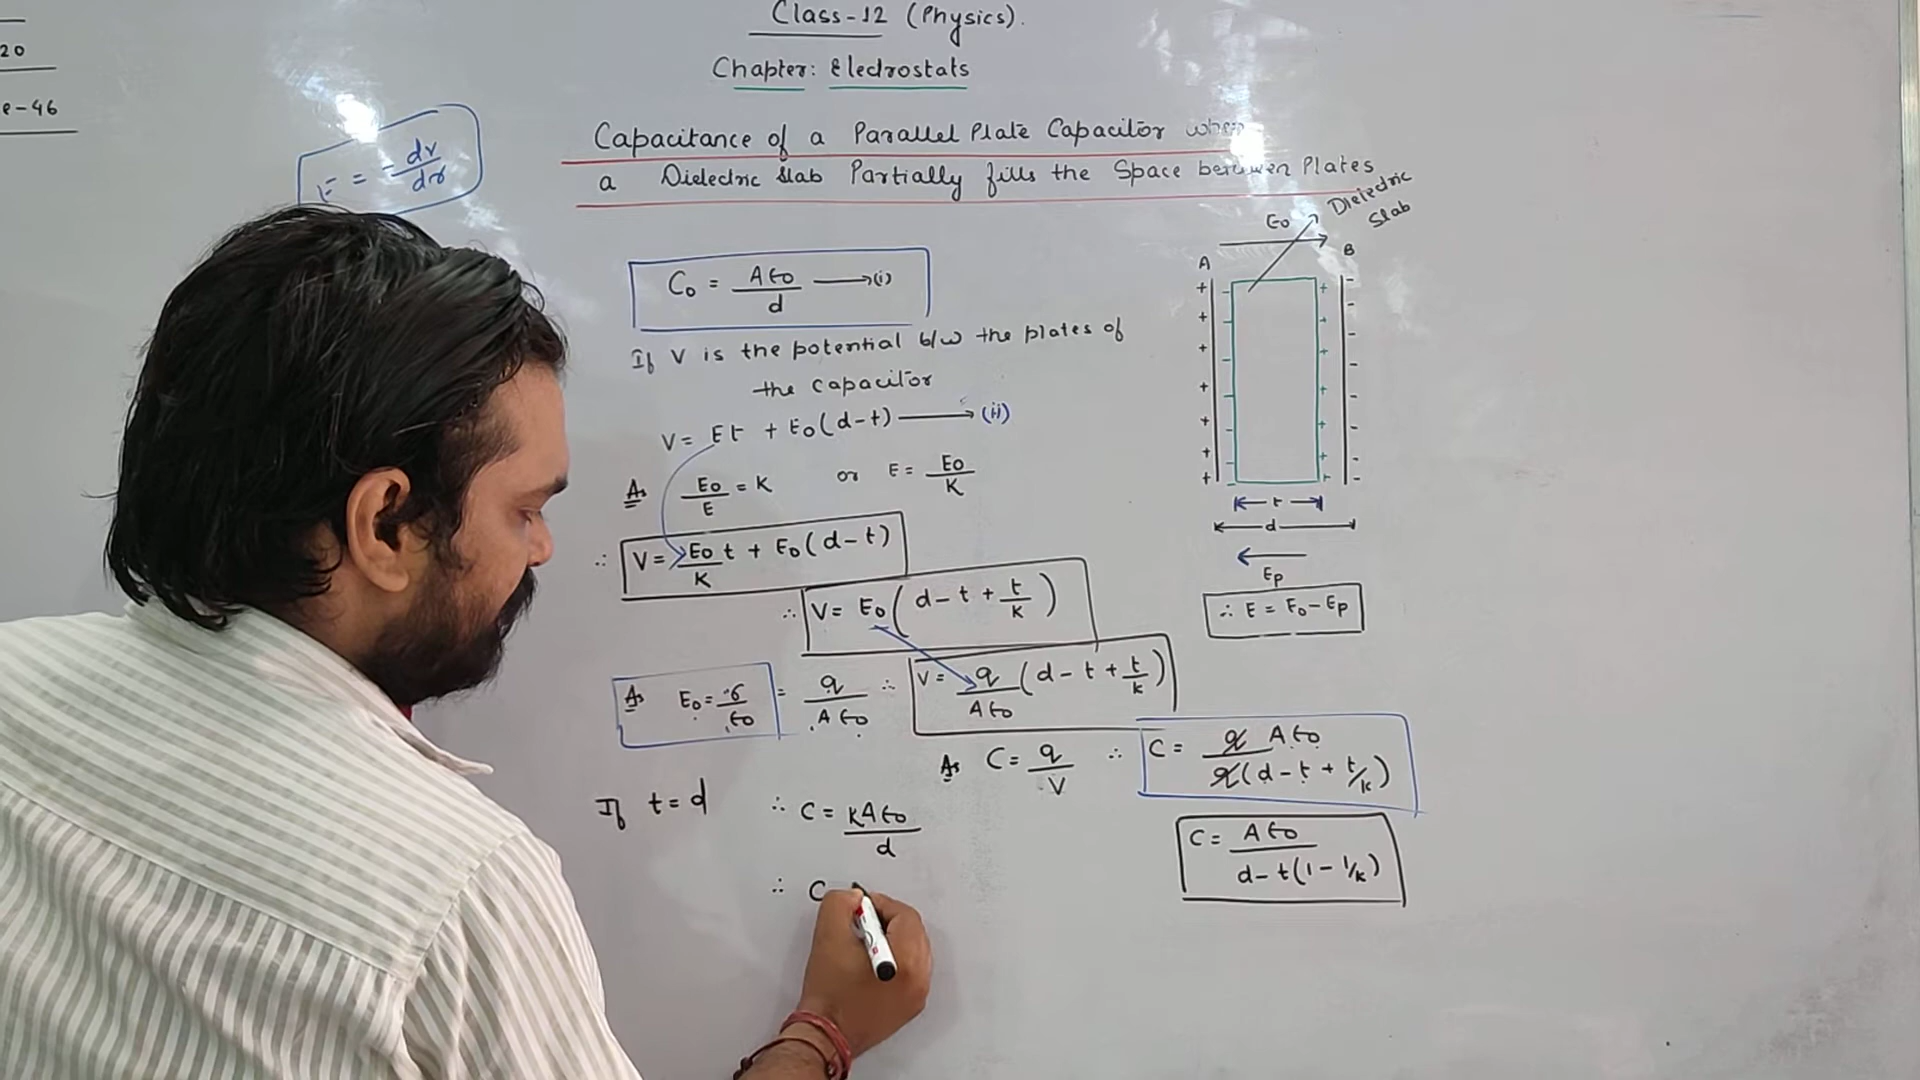 20
e-46
Class-12 (Physics).
Chapter: Electrostats
E = -dv/dr
Capacitance of a Parallel Plate Capacitor when
a Dielectric Slab Partially fills the Space between Plates
C₀ = Aϵ₀/d ⟶(i)
If V is the potential b/w the plates of
the capacitor
V = Et + E₀(d-t) ⟶ (ii)
As E₀/E = K or E = E₀/K
∴ V = E₀/K t + E₀(d-t)
∴ V = E₀(d-t+t/K)
As E₀ = σ/ϵ₀ = q/Aϵ₀ ∴ V = q/Aϵ₀ (d-t+t/K)
As C = q/V ∴ C = q Aϵ₀/q(d-t+t/K)
If t = d ∴ C = KAϵ₀/d
C = Aϵ₀/d-t(1-1/K)
∴ C
E₀
Dielectric
Slab
A B
t
d
Ep
∴ E = E₀-Ep